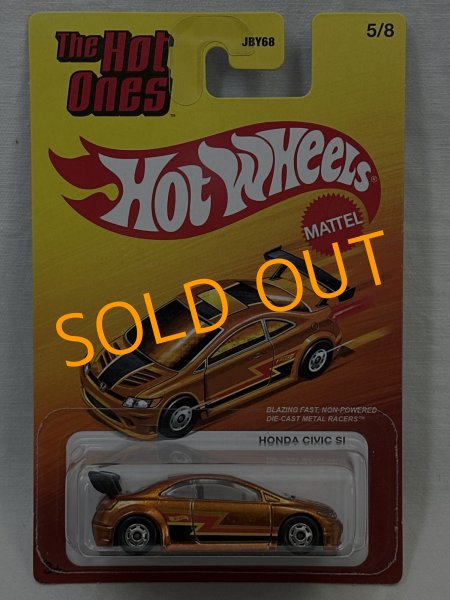 The Hot Ones™
JBY68
5/8
Hot Wheels®
MATTEL
SOLD OUT
BLAZING FAST, NON-POWERED
DIE-CAST METAL RACERS™
HONDA CIVIC SI